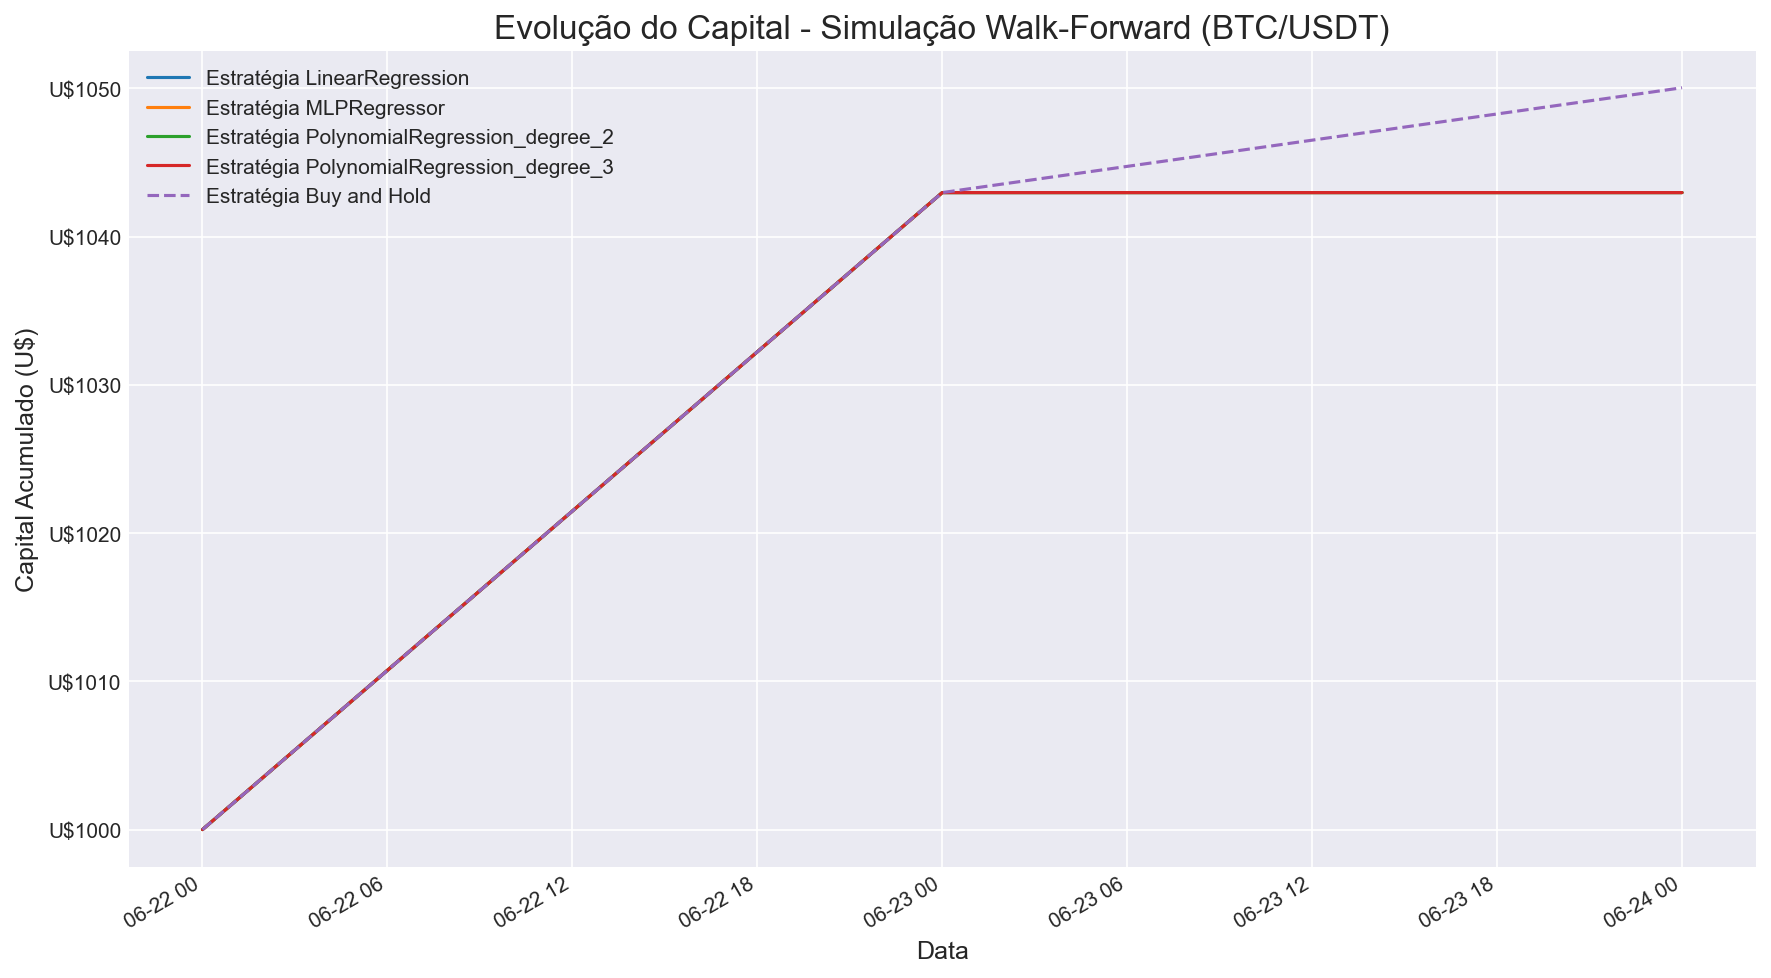 Evolução do Capital - Simulação Walk-Forward (BTC/USDT)
Estratégia LinearRegression
Estratégia MLPRegressor
Estratégia PolynomialRegression_degree_2
Estratégia PolynomialRegression_degree_3
Estratégia Buy and Hold
U$1050
U$1040
U$1030
U$1020
U$1010
U$1000
Capital Acumulado (U$)
06-22 00
06-22 06
06-22 12
06-22 18
06-23 00
06-23 06
06-23 12
06-23 18
06-24 00
Data